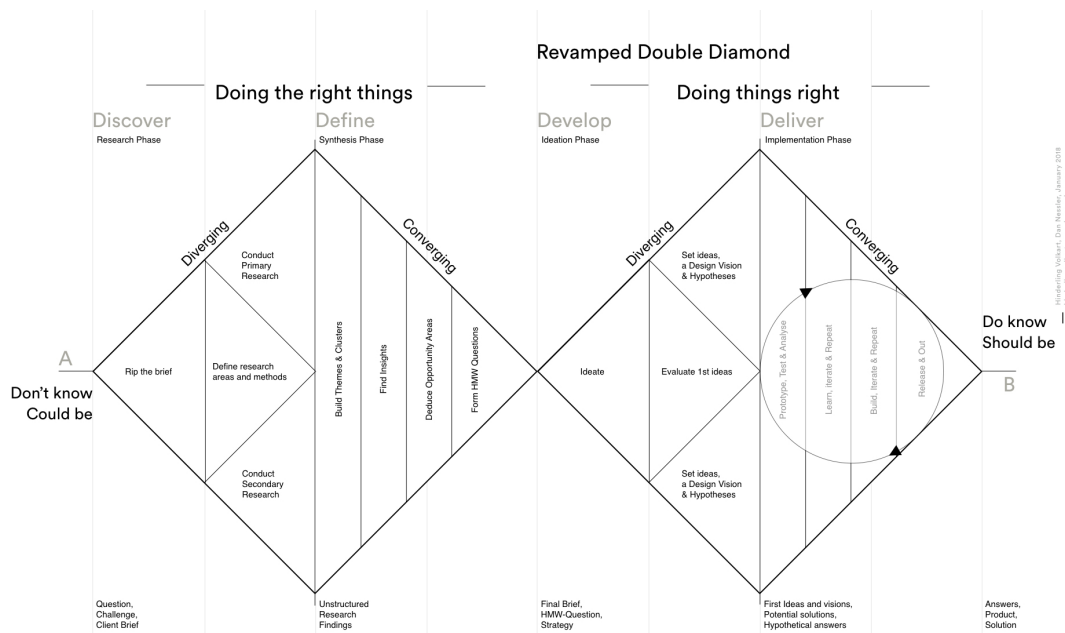 Revamped Double Diamond
Doing the right things
Doing things right
Discover
Research Phase
Define
Synthesis Phase
Develop
Ideation Phase
Deliver
Implementation Phase
Diverging
Converging
Diverging
Converging
A
Don't know
Could be
Rip the brief
Conduct
Primary
Research
Define research
areas and methods
Conduct
Secondary
Research
Build Themes & Clusters
Find Insights
Deduce Opportunity Areas
Form HMW Questions
Ideate
Set ideas,
a Design Vision
& Hypotheses
Evaluate 1st ideas
Set ideas,
a Design Vision
& Hypotheses
Prototype, Test & Analyse
Learn, Iterate & Repeat
Build, Iterate & Repeat
Release & Out
Do know
Should be
B
Question,
Challenge,
Client Brief
Unstructured
Research
Findings
Final Brief,
HMW-Question,
Strategy
First Ideas and visions,
Potential solutions,
Hypothetical answers
Answers,
Product,
Solution
Hinderling Volkart, Dan Nessler, January 2018